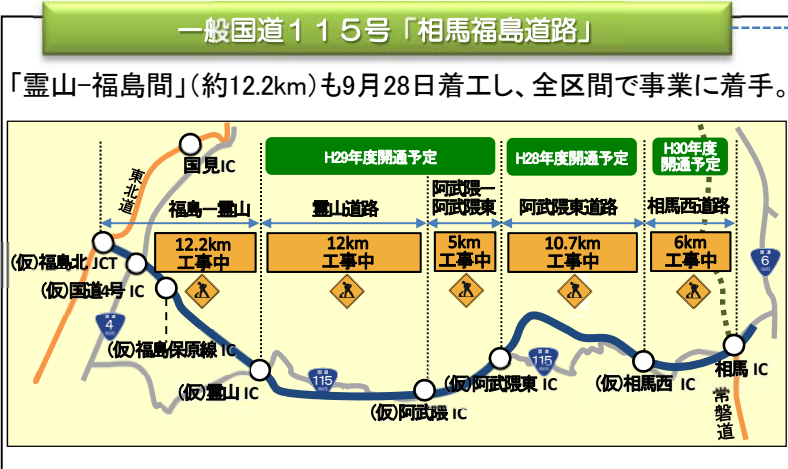 一般国道１１５号「相馬福島道路」
「霊山−福島間」（約12.2km）も9月28日着工し、全区間で事業に着手。
国見IC
東北道
H29年度開通予定
H28年度開通予定
H30年度
開通予定
福島ー霊山
霊山道路
阿武隈ー
阿武隈東
阿武隈東道路
相馬西道路
12.2km
工事中
12km
工事中
5km
工事中
10.7km
工事中
6km
工事中
(仮)福島北 JCT
(仮)国道4号 IC
国道
4
(仮)福島保原線 IC
(仮)霊山 IC
国道
115
(仮)阿武隈 IC
(仮)阿武隈東 IC
国道
115
(仮)相馬西 IC
相馬 IC
国道
6
常磐道